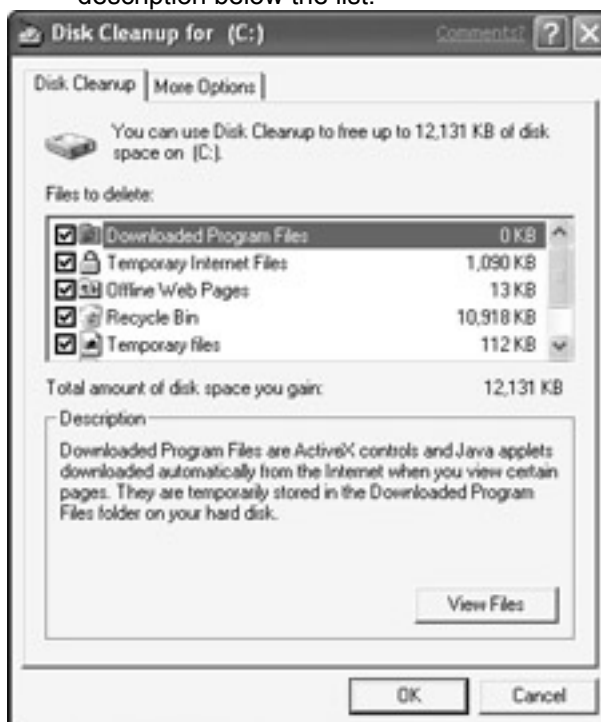 description below the list.
Disk Cleanup for (C:) Comments?
Disk Cleanup More Options
You can use Disk Cleanup to free up to 12,131 KB of disk
space on (C:).
Files to delete:
Downloaded Program Files 0 KB
Temporary Internet Files 1,090 KB
Offline Web Pages 13 KB
Recycle Bin 10,918 KB
Temporary files 112 KB
Total amount of disk space you gain: 12,131 KB
Description
Downloaded Program Files are ActiveX controls and Java applets
downloaded automatically from the Internet when you view certain
pages. They are temporarily stored in the Downloaded Program
Files folder on your hard disk.
View Files
OK Cancel